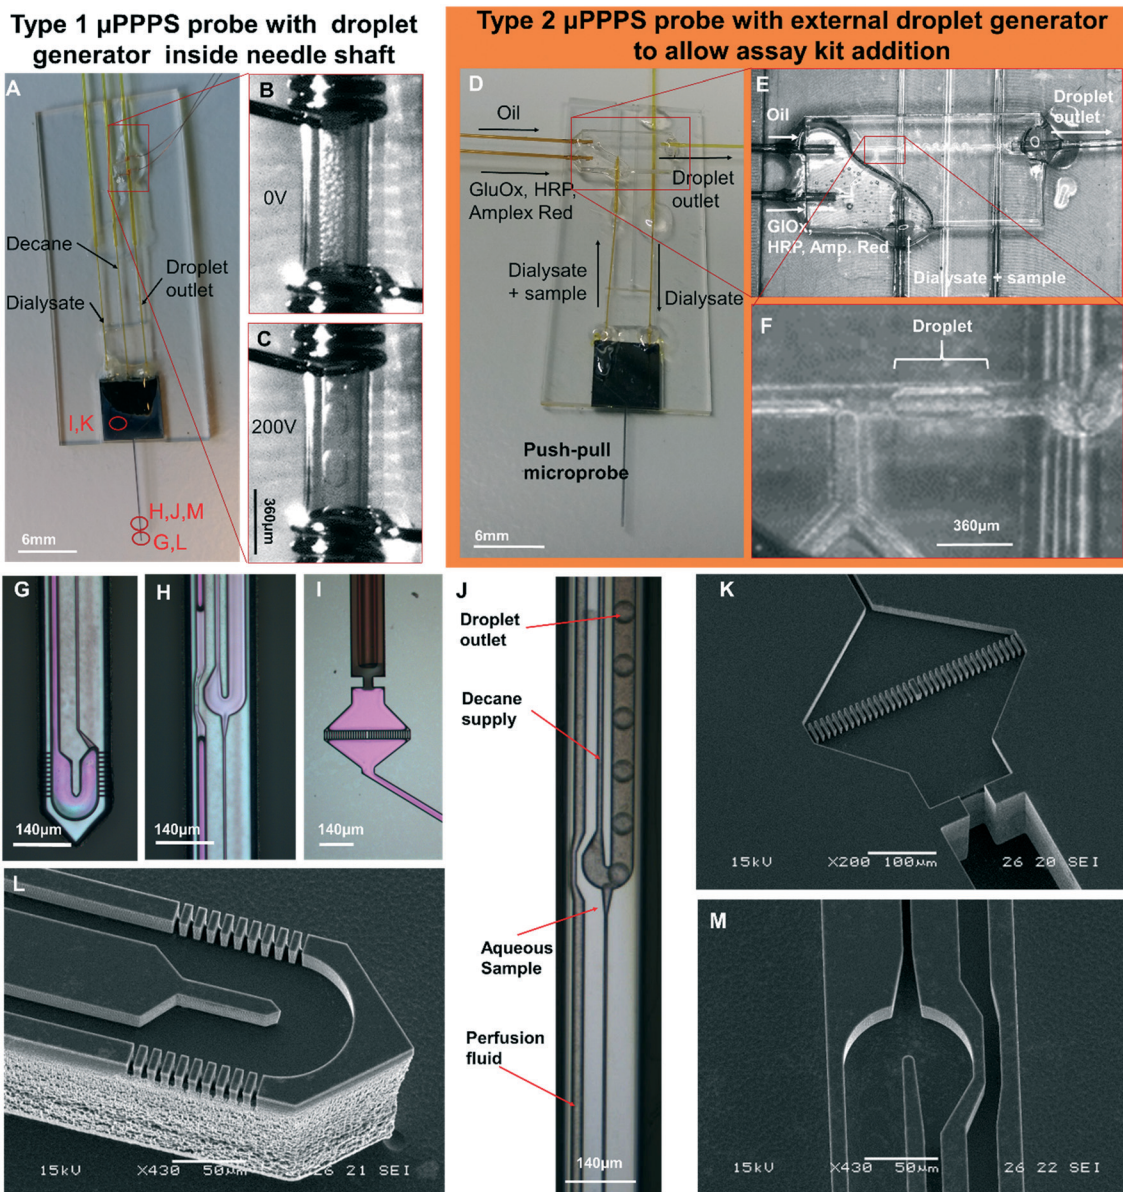 Type 1 µPPPS probe with droplet
generator inside needle shaft
Type 2 µPPPS probe with external droplet generator
to allow assay kit addition
A
Decane
Dialysate
Droplet
outlet
I,K
H,J,M
G,L
6mm
B
0V
C
200V
360µm
D
Oil
GluOx, HRP,
Amplex Red
Droplet
outlet
Dialysate
+ sample
Dialysate
Push-pull
microprobe
6mm
E
Oil
Droplet
outlet
GlOx,
HRP, Amp. Red
Dialysate + sample
F
Droplet
360µm
G
140µm
H
140µm
I
140µm
J
Droplet
outlet
Decane
supply
Aqueous
Sample
Perfusion
fluid
140µm
K
15kV X200 100µm 26 20 SEI
L
15kV X430 50µm 26 21 SEI
M
15kV X430 50µm 26 22 SEI